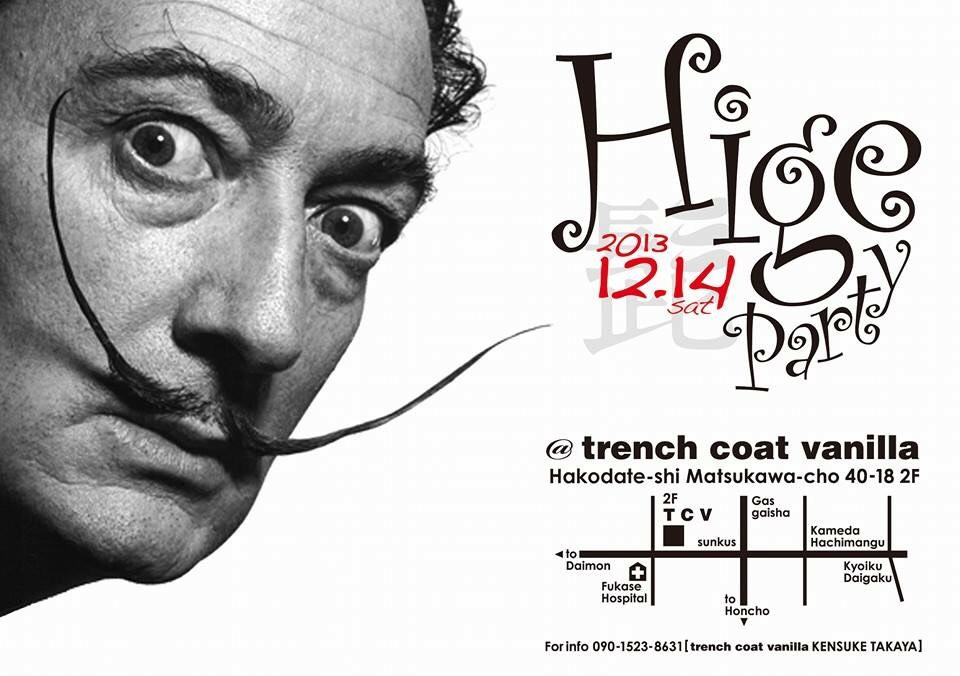 Hige
髭
2013
12.14
sat
Party
@ trench coat vanilla
Hakodate-shi Matsukawa-cho 40-18 2F
2F
TCV
Gas
gaisha
sunkus
Kameda
Hachimangu
◄ to
Daimon
Fukase
Hospital
Kyoiku
Daigaku
to
Honcho
▼
For info 090-1523-8631[trench coat vanilla KENSUKE TAKAYA]